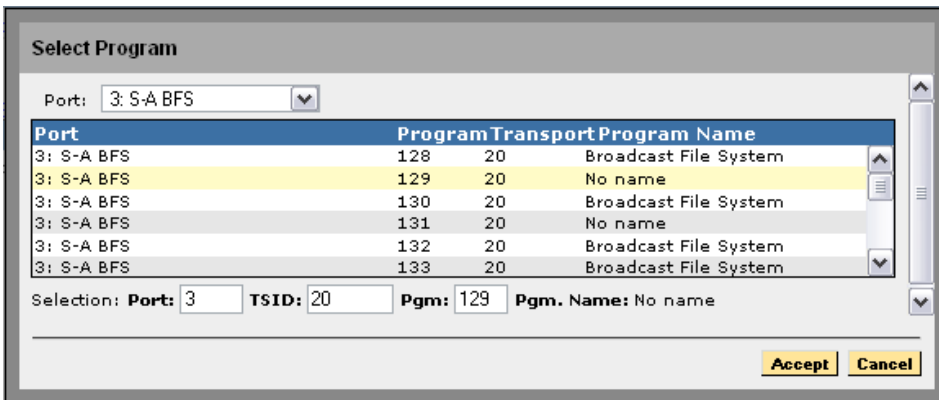 Select Program
Port: 3: S-A BFS
Port Program Transport Program Name
3: S-A BFS 128 20 Broadcast File System
3: S-A BFS 129 20 No name
3: S-A BFS 130 20 Broadcast File System
3: S-A BFS 131 20 No name
3: S-A BFS 132 20 Broadcast File System
3: S-A BFS 133 20 Broadcast File System
Selection: Port: 3 TSID: 20 Pgm: 129 Pgm. Name: No name
Accept Cancel